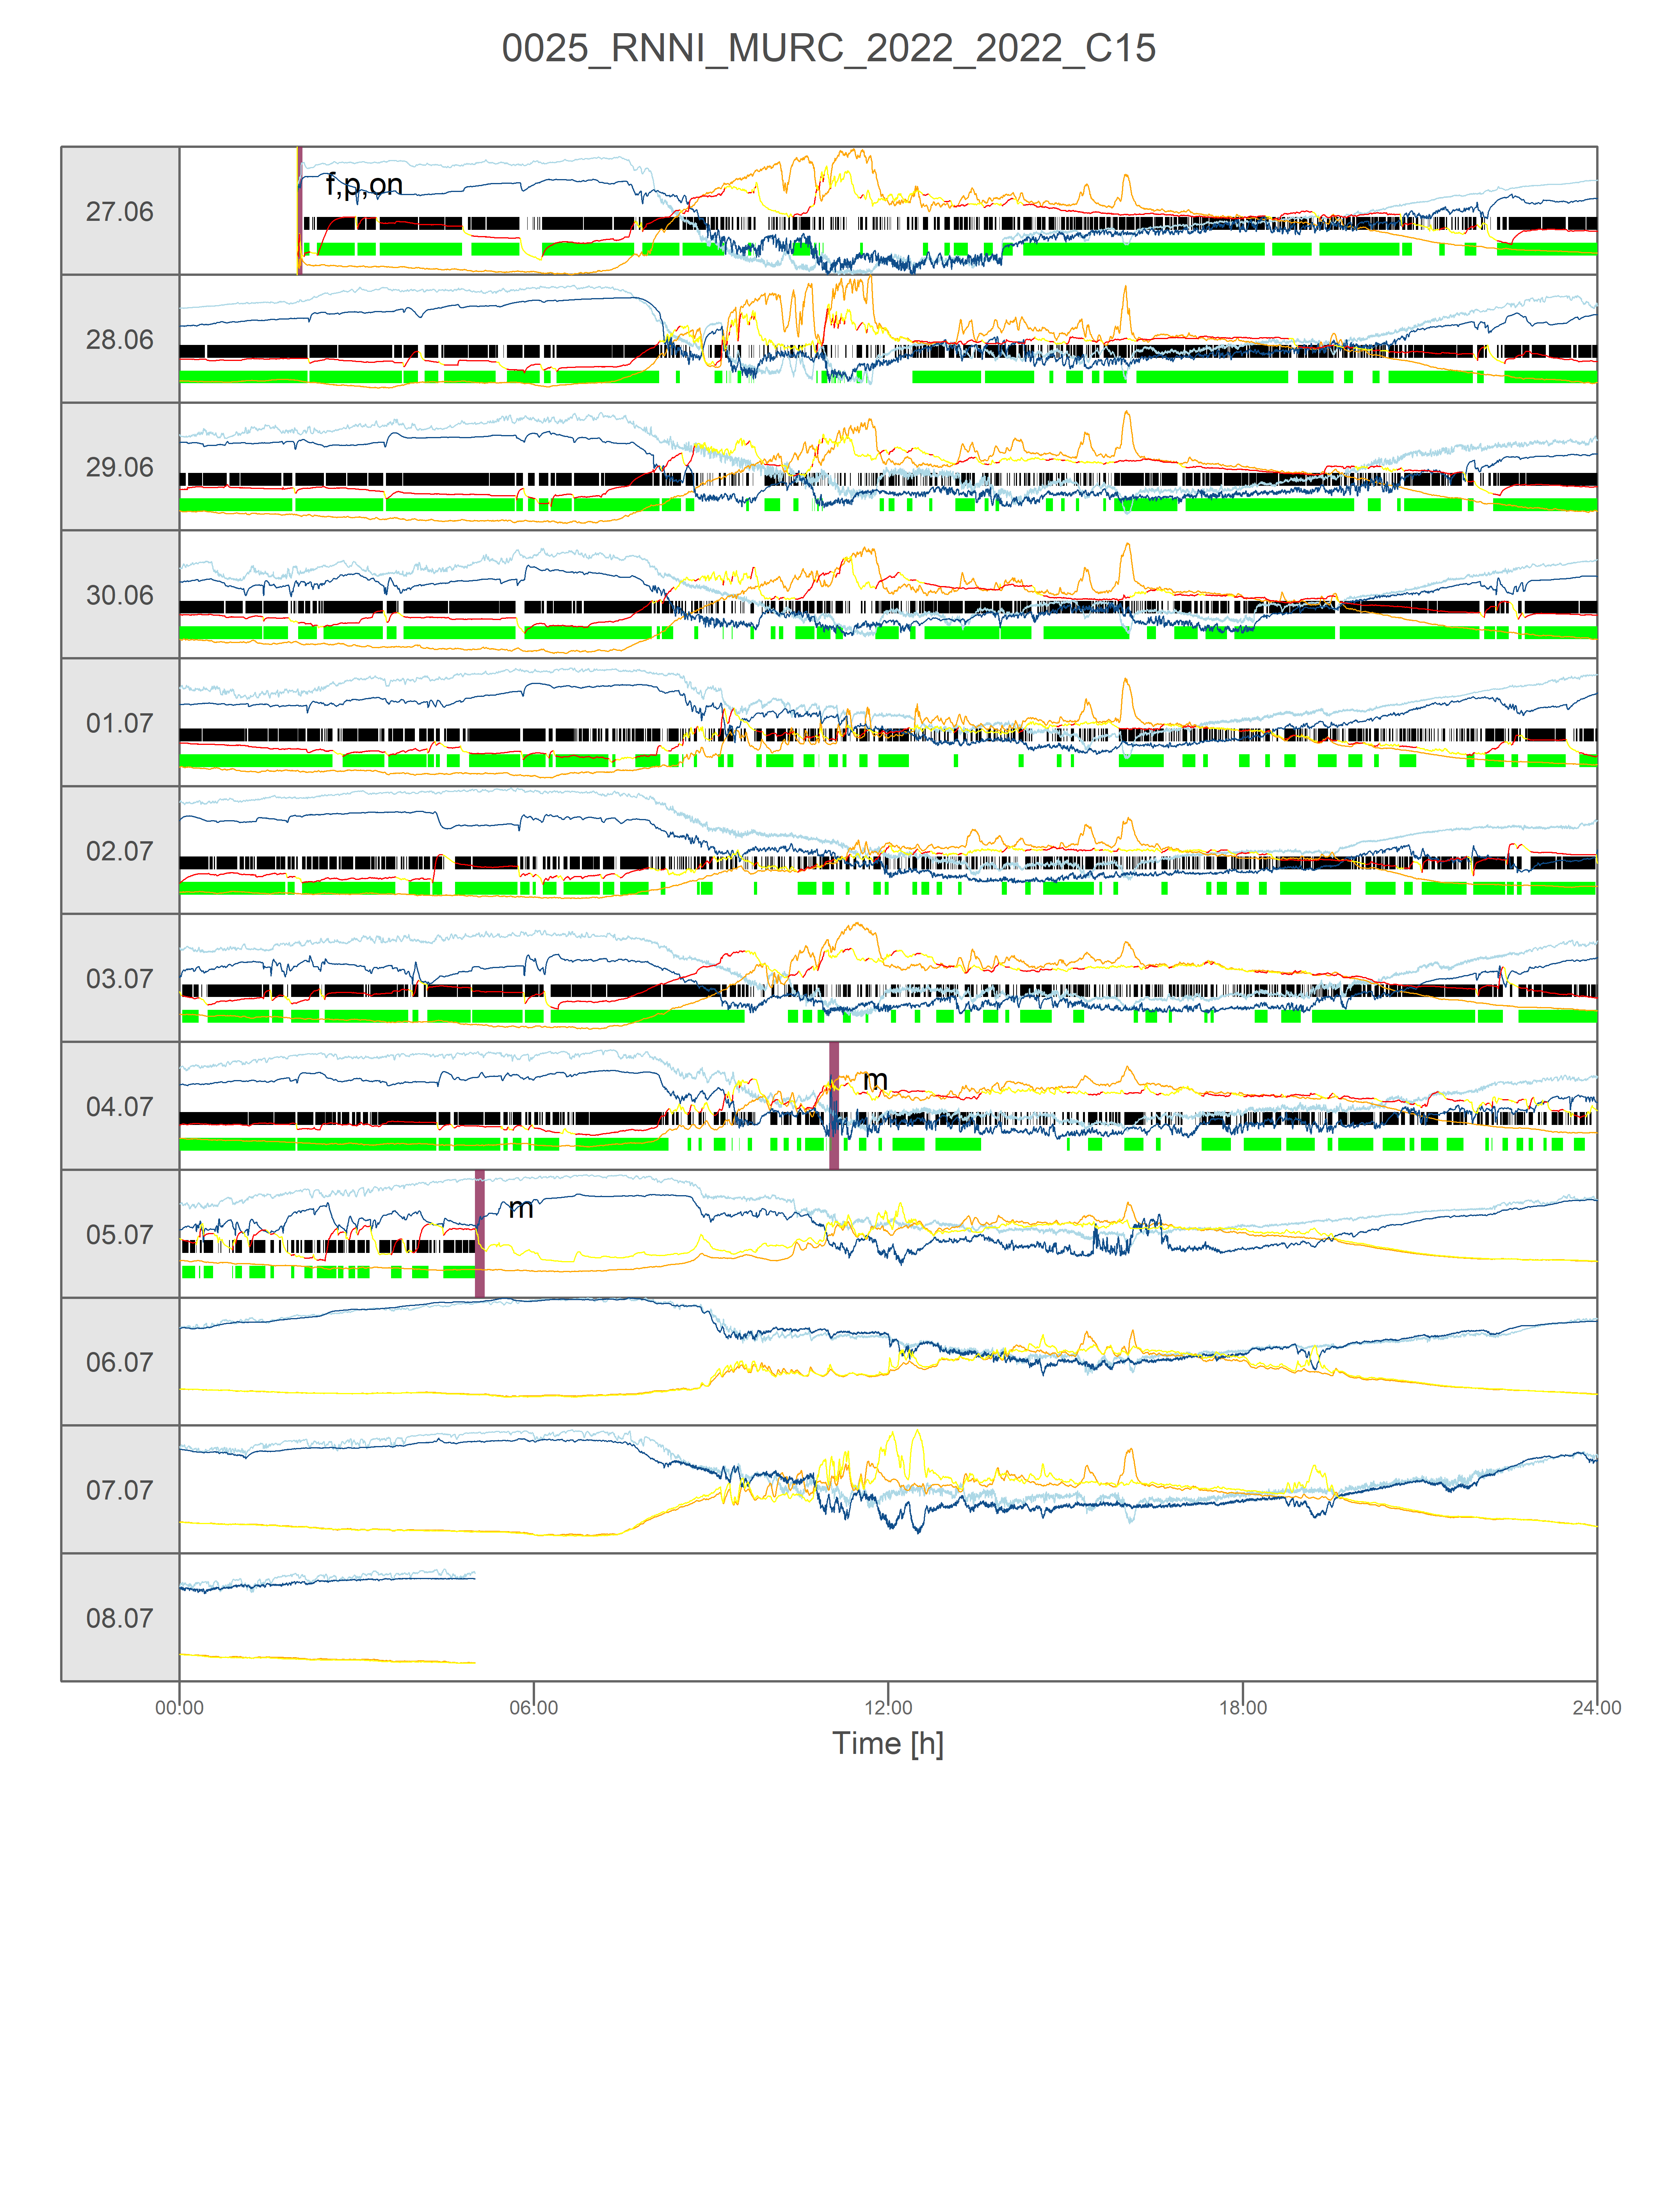 0025_RNNI_MURC_2022_2022_C15
27.06
f,p,on
28.06
29.06
30.06
01.07
02.07
03.07
04.07
m
05.07
m
06.07
07.07
08.07
00:00 06:00 12:00 18:00 24:00
Time [h]